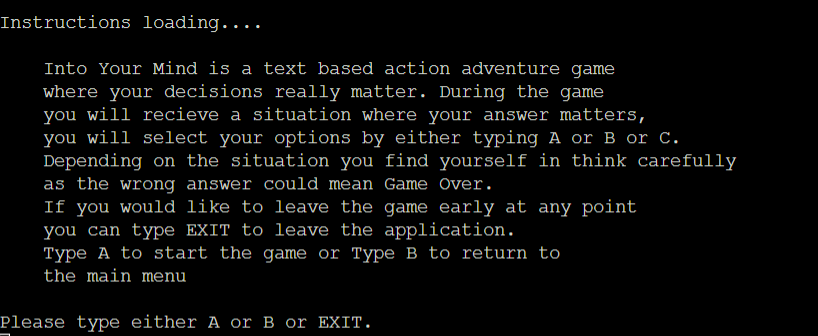 Instructions loading....
Into Your Mind is a text based action adventure game
where your decisions really matter. During the game
you will recieve a situation where your answer matters,
you will select your options by either typing A or B or C.
Depending on the situation you find yourself in think carefully
as the wrong answer could mean Game Over.
If you would like to leave the game early at any point
you can type EXIT to leave the application.
Type A to start the game or Type B to return to
the main menu
Please type either A or B or EXIT.